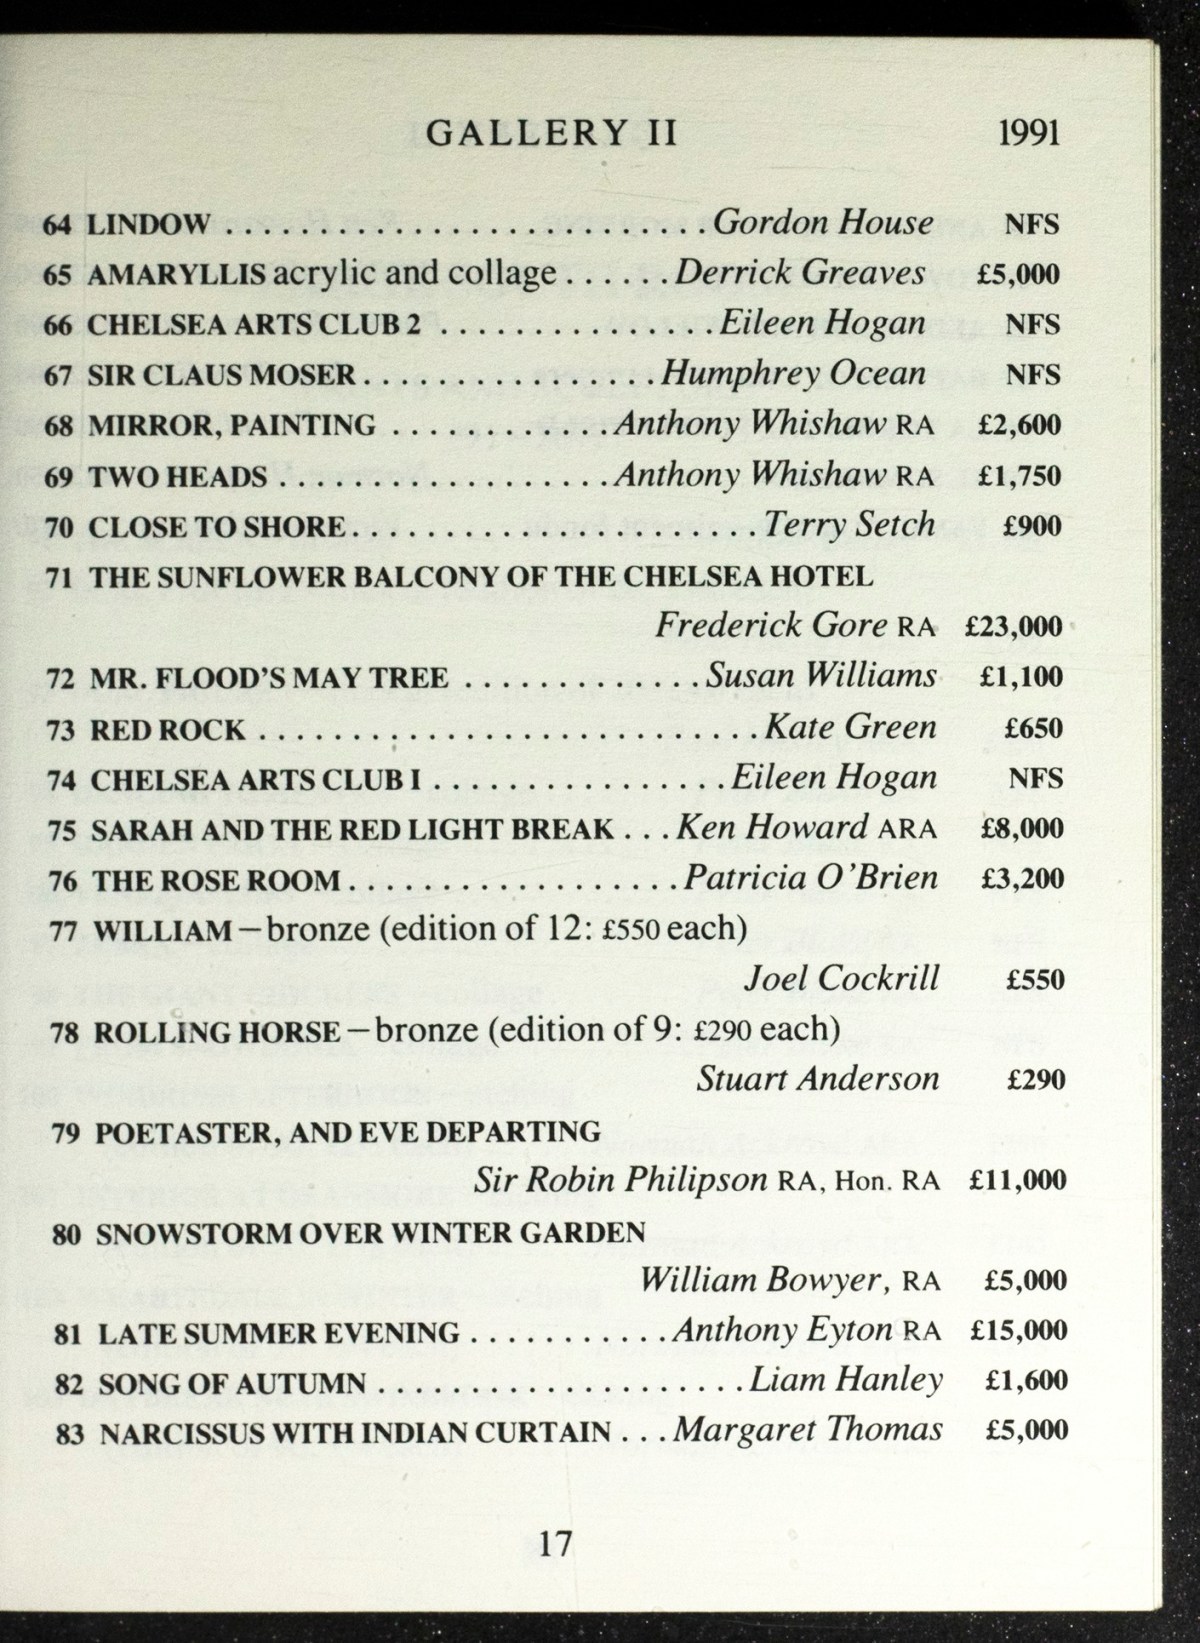 GALLERY II 1991
64 LINDOW . . . . . . . . . . . . . . . . . . . . . . . . . . . . Gordon House NFS
65 AMARYLLIS acrylic and collage . . . . . . Derrick Greaves £5,000
66 CHELSEA ARTS CLUB 2 . . . . . . . . . . . . . . . . Eileen Hogan NFS
67 SIR CLAUS MOSER . . . . . . . . . . . . . . . . . Humphrey Ocean NFS
68 MIRROR, PAINTING . . . . . . . . . . . . . Anthony Whishaw RA £2,600
69 TWO HEADS . . . . . . . . . . . . . . . . . . . Anthony Whishaw RA £1,750
70 CLOSE TO SHORE . . . . . . . . . . . . . . . . . . . . . . . . Terry Setch £900
71 THE SUNFLOWER BALCONY OF THE CHELSEA HOTEL
Frederick Gore RA £23,000
72 MR. FLOOD'S MAY TREE . . . . . . . . . . . . . . Susan Williams £1,100
73 RED ROCK . . . . . . . . . . . . . . . . . . . . . . . . . . . . . Kate Green £650
74 CHELSEA ARTS CLUB I . . . . . . . . . . . . . . . . . Eileen Hogan NFS
75 SARAH AND THE RED LIGHT BREAK . . . Ken Howard ARA £8,000
76 THE ROSE ROOM . . . . . . . . . . . . . . . . . . . Patricia O'Brien £3,200
77 WILLIAM – bronze (edition of 12: £550 each)
Joel Cockrill £550
78 ROLLING HORSE – bronze (edition of 9: £290 each)
Stuart Anderson £290
79 POETASTER, AND EVE DEPARTING
Sir Robin Philipson RA, Hon. RA £11,000
80 SNOWSTORM OVER WINTER GARDEN
William Bowyer, RA £5,000
81 LATE SUMMER EVENING . . . . . . . . . . . Anthony Eyton RA £15,000
82 SONG OF AUTUMN . . . . . . . . . . . . . . . . . . . . . Liam Hanley £1,600
83 NARCISSUS WITH INDIAN CURTAIN . . . Margaret Thomas £5,000
17